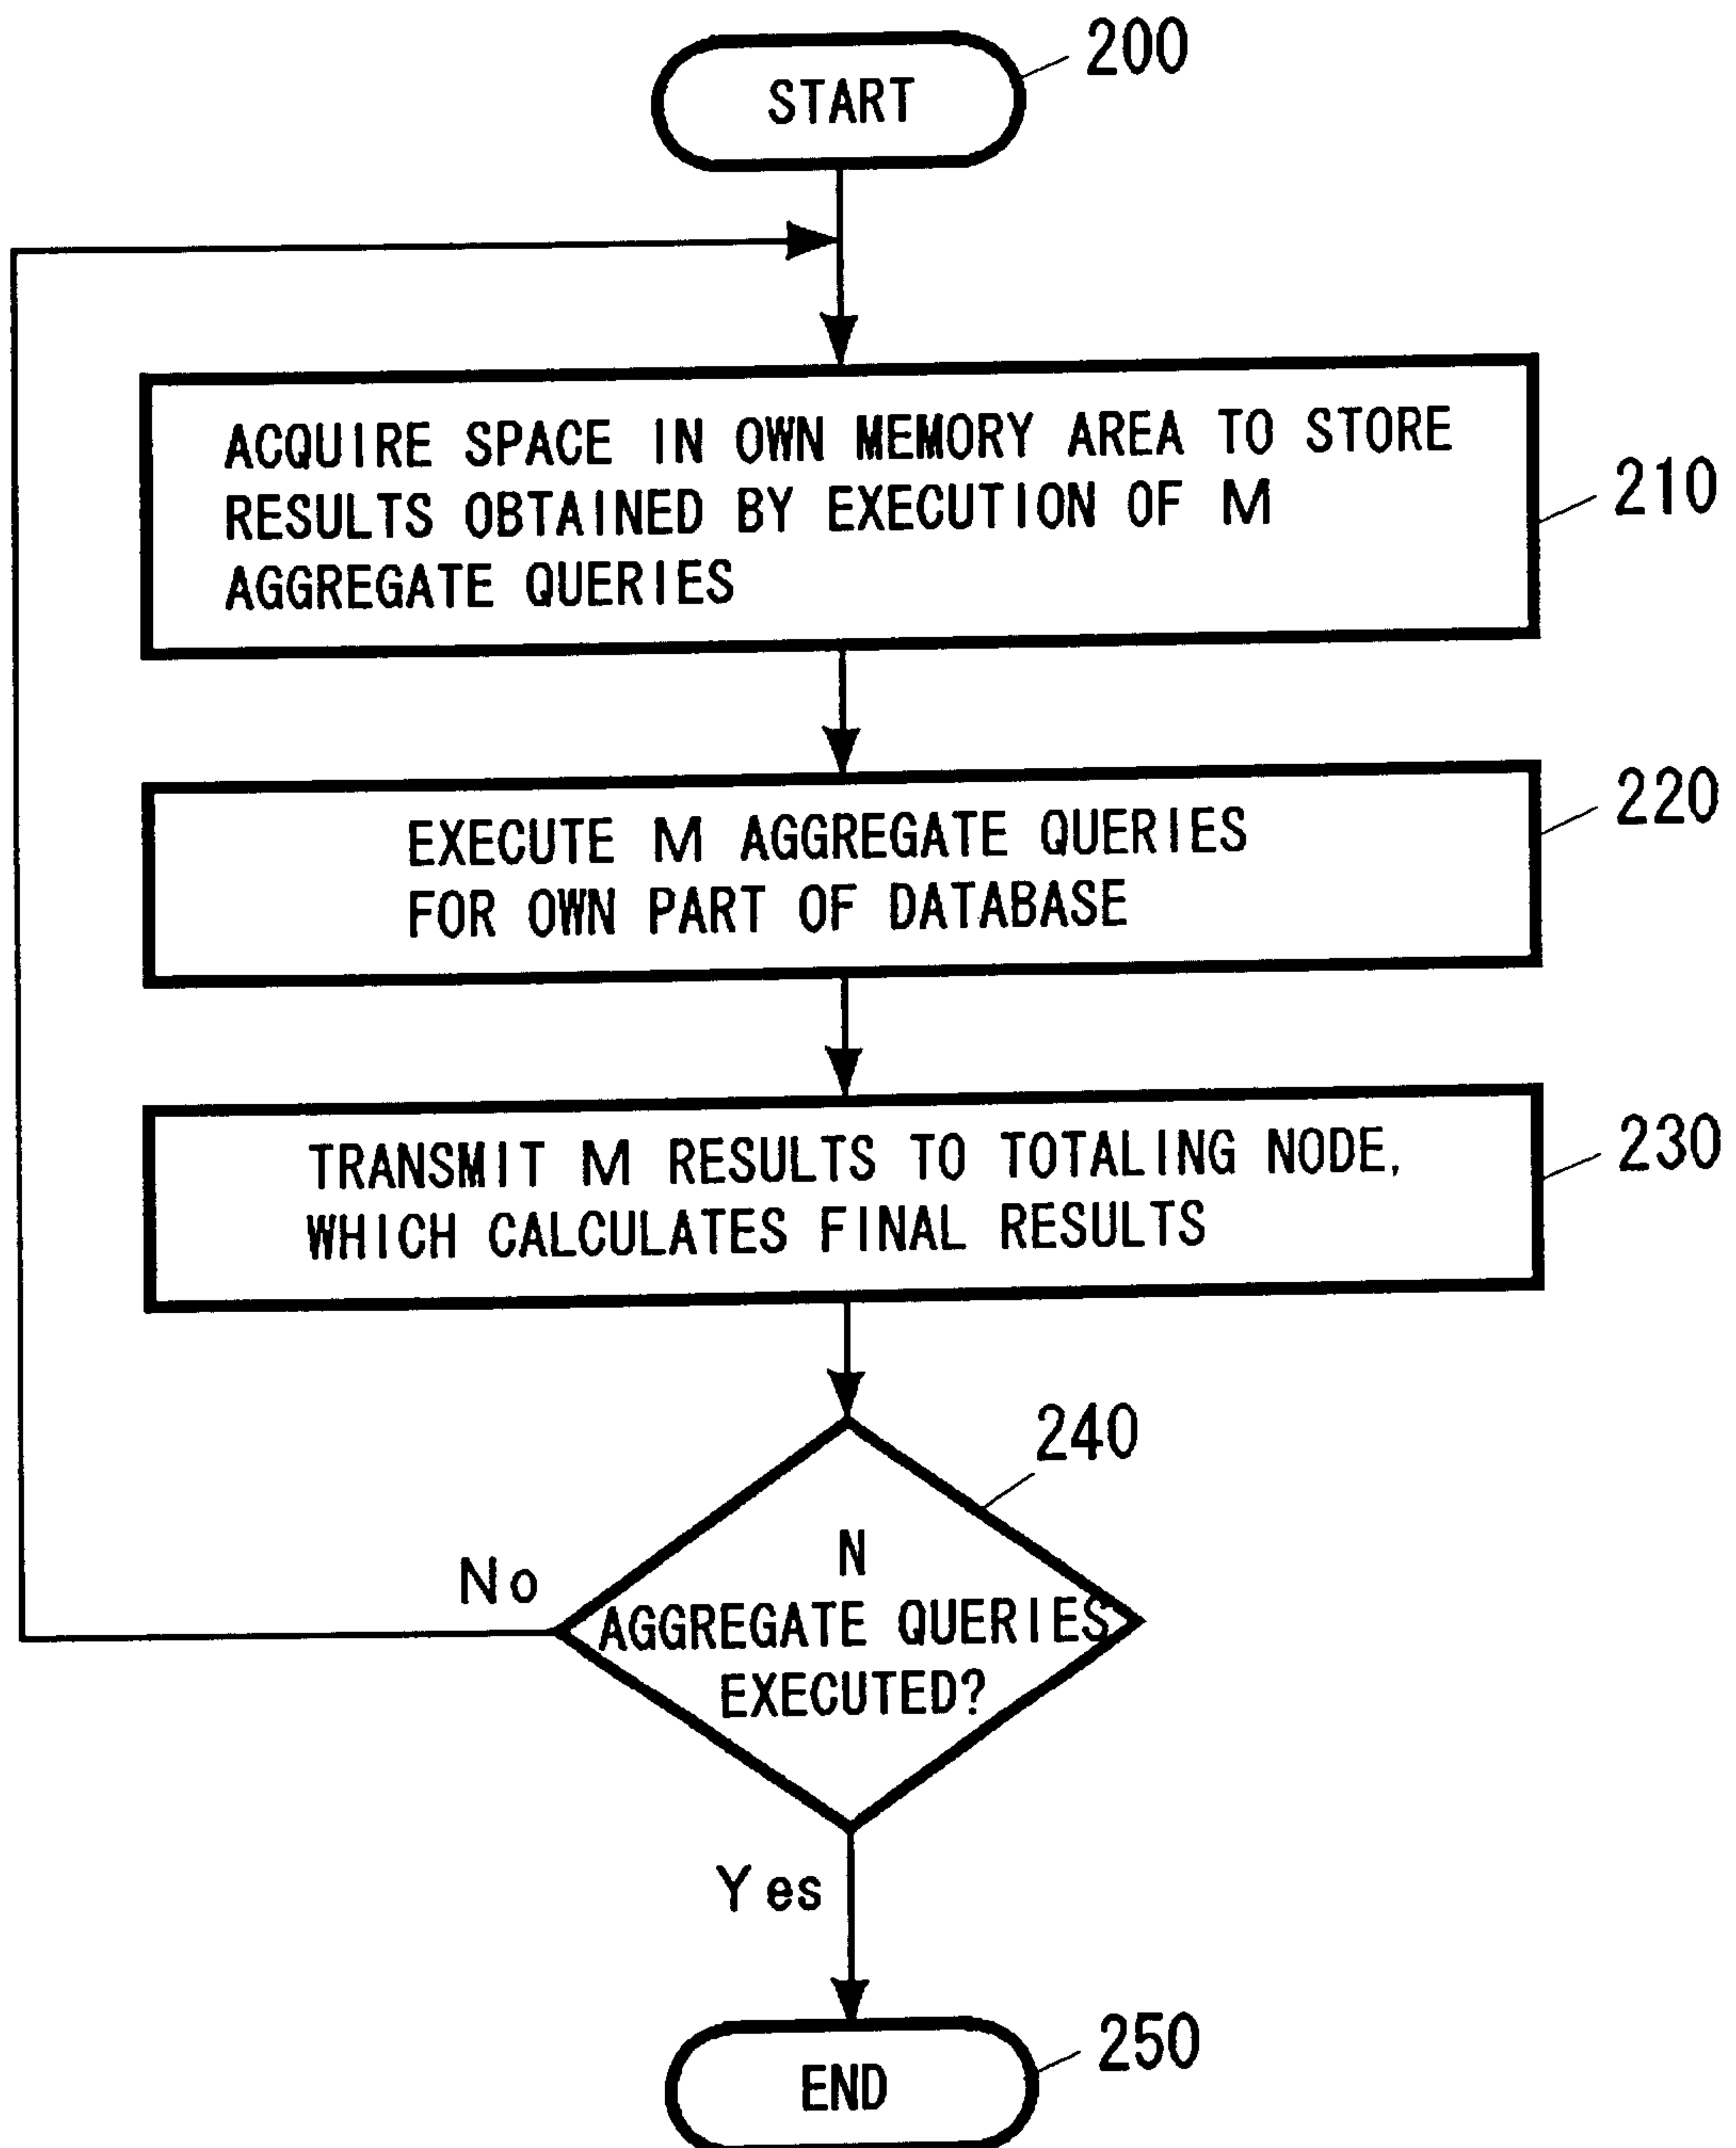 200
START
ACQUIRE SPACE IN OWN MEMORY AREA TO STORE
RESULTS OBTAINED BY EXECUTION OF M
AGGREGATE QUERIES
210
EXECUTE M AGGREGATE QUERIES
FOR OWN PART OF DATABASE
220
TRANSMIT M RESULTS TO TOTALING NODE,
WHICH CALCULATES FINAL RESULTS
230
240
N
AGGREGATE QUERIES
EXECUTED?
No
Yes
END
250